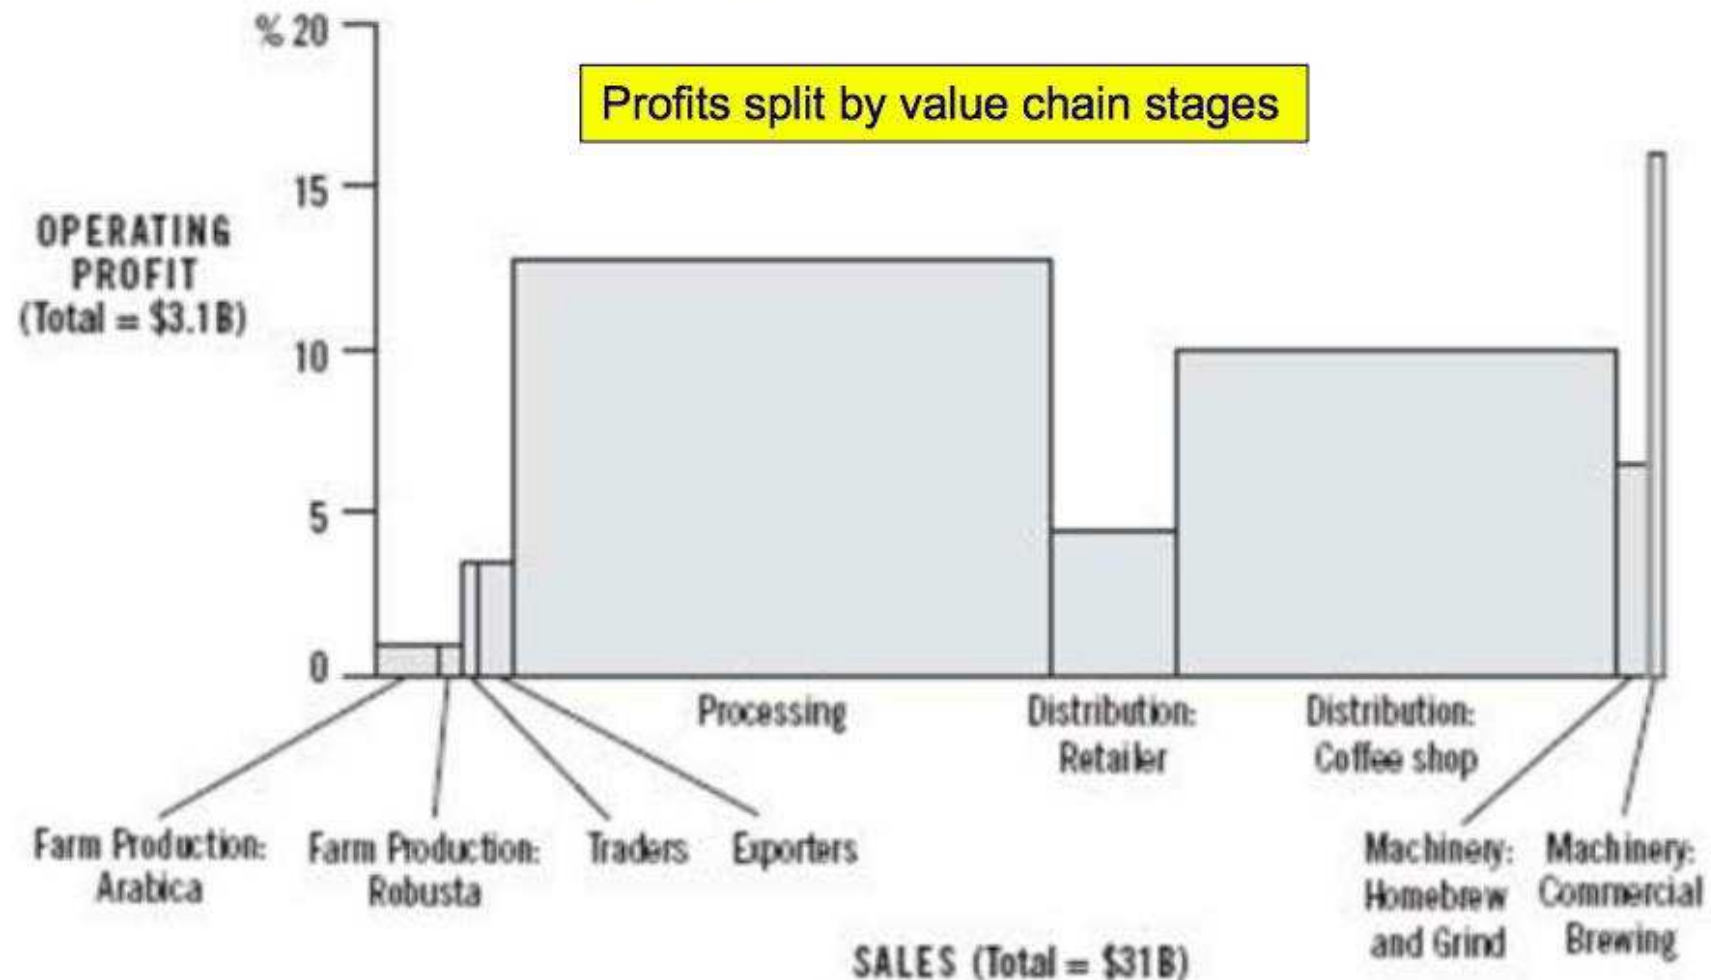 % 20
Profits split by value chain stages
15
OPERATING
PROFIT
(Total = $3.1B)
10
5
0
Processing
Distribution:
Retailer
Distribution:
Coffee shop
Farm Production:
Arabica
Farm Production:
Robusta
Traders
Exporters
Machinery:
Homebrew
and Grind
Machinery:
Commercial
Brewing
SALES (Total = $31B)